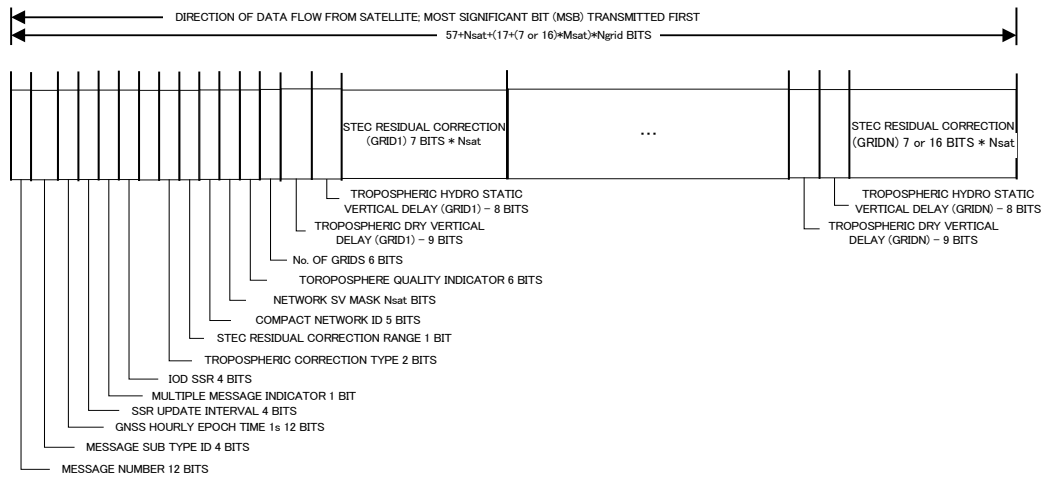 DIRECTION OF DATA FLOW FROM SATELLITE; MOST SIGNIFICANT BIT (MSB) TRANSMITTED FIRST
57+Nsat+(17+(7 or 16)*Msat)*Ngrid BITS
STEC RESIDUAL CORRECTION
(GRID1) 7 BITS * Nsat
...
STEC RESIDUAL CORRECTION
(GRIDN) 7 or 16 BITS * Nsat
TROPOSPHERIC HYDRO STATIC
VERTICAL DELAY (GRID1) – 8 BITS
TROPOSPHERIC DRY VERTICAL
DELAY (GRID1) – 9 BITS
TROPOSPHERIC HYDRO STATIC
VERTICAL DELAY (GRIDN) – 8 BITS
TROPOSPHERIC DRY VERTICAL
DELAY (GRIDN) – 9 BITS
No. OF GRIDS 6 BITS
TOROPOSPHERE QUALITY INDICATOR 6 BITS
NETWORK SV MASK Nsat BITS
COMPACT NETWORK ID 5 BITS
STEC RESIDUAL CORRECTION RANGE 1 BIT
TROPOSPHERIC CORRECTION TYPE 2 BITS
IOD SSR 4 BITS
MULTIPLE MESSAGE INDICATOR 1 BIT
SSR UPDATE INTERVAL 4 BITS
GNSS HOURLY EPOCH TIME 1s 12 BITS
MESSAGE SUB TYPE ID 4 BITS
MESSAGE NUMBER 12 BITS